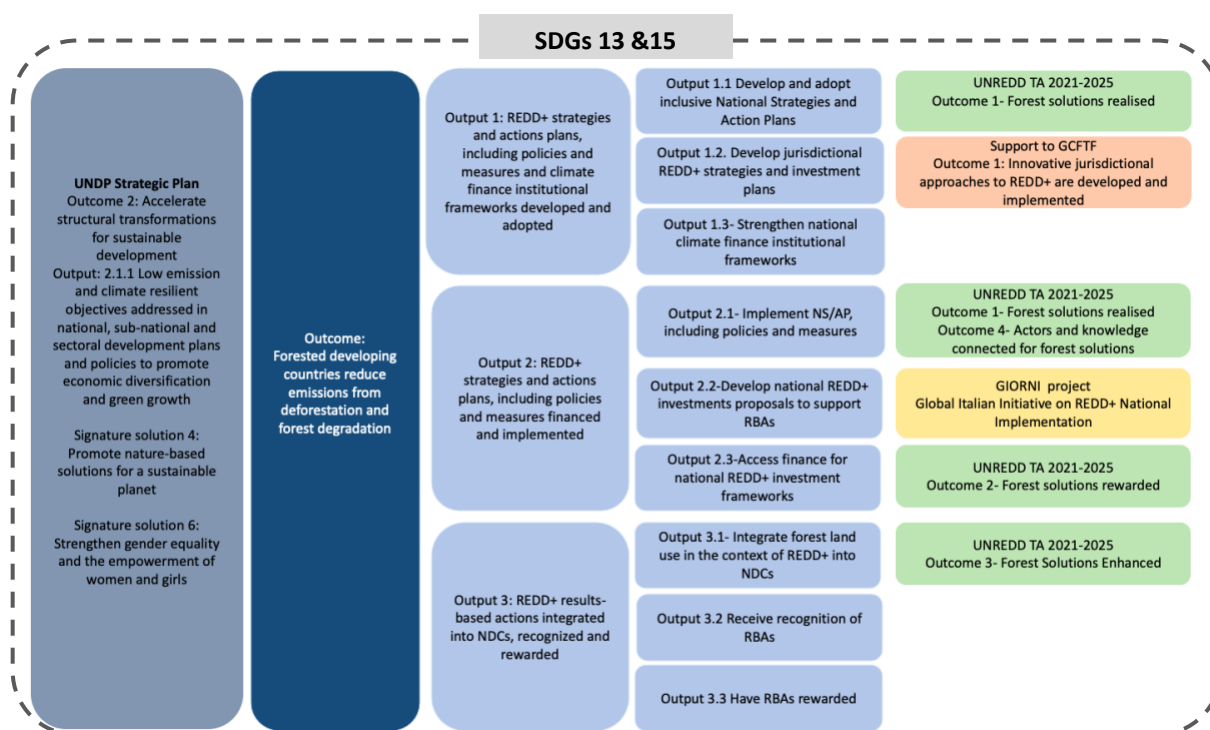 SDGs 13 &15
UNDP Strategic Plan
Outcome 2: Accelerate
structural transformations
for sustainable
development
Output: 2.1.1 Low emission
and climate resilient
objectives addressed in
national, sub-national and
sectoral development plans
and policies to promote
economic diversification
and green growth
Signature solution 4:
Promote nature-based
solutions for a sustainable
planet
Signature solution 6:
Strengthen gender equality
and the empowerment of
women and girls
Outcome:
Forested developing
countries reduce
emissions from
deforestation and
forest degradation
Output 1: REDD+ strategies
and actions plans,
including policies and
measures and climate
finance institutional
frameworks developed and
adopted
Output 1.1 Develop and adopt
inclusive National Strategies and
Action Plans
Output 1.2. Develop jurisdictional
REDD+ strategies and investment
plans
Output 1.3- Strengthen national
climate finance institutional
frameworks
UNREDD TA 2021-2025
Outcome 1- Forest solutions realised
Support to GCFTF
Outcome 1: Innovative jurisdictional
approaches to REDD+ are developed and
implemented
Output 2: REDD+
strategies and actions
plans, including policies
and measures financed
and implemented
Output 2.1- Implement NS/AP,
including policies and measures
Output 2.2-Develop national REDD+
investments proposals to support
RBAs
Output 2.3-Access finance for
national REDD+ investment
frameworks
UNREDD TA 2021-2025
Outcome 1- Forest solutions realised
Outcome 4- Actors and knowledge
connected for forest solutions
GIORNI project
Global Italian Initiative on REDD+ National
Implementation
UNREDD TA 2021-2025
Outcome 2- Forest solutions rewarded
Output 3: REDD+ results-
based actions integrated
into NDCs, recognized and
rewarded
Output 3.1- Integrate forest land
use in the context of REDD+ into
NDCs
Output 3.2 Receive recognition of
RBAs
Output 3.3 Have RBAs rewarded
UNREDD TA 2021-2025
Outcome 3- Forest Solutions Enhanced